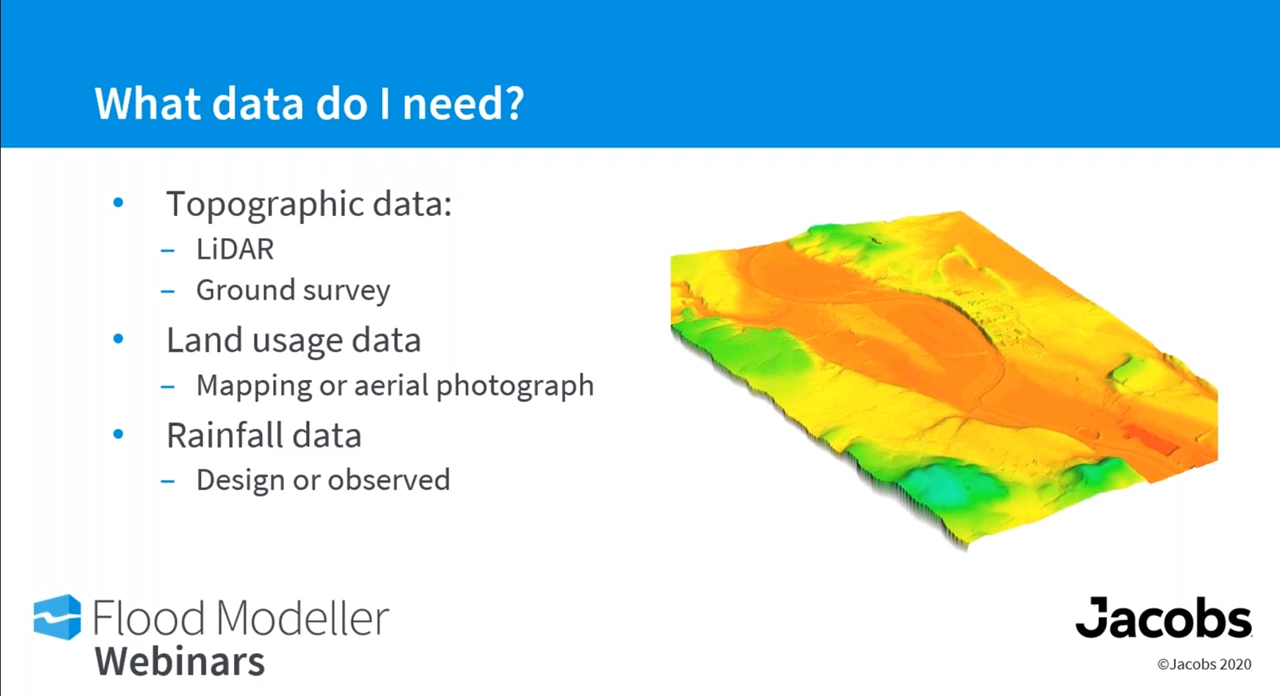 What data do I need?
• Topographic data:
– LiDAR
– Ground survey
• Land usage data
– Mapping or aerial photograph
• Rainfall data
– Design or observed
Flood Modeller
Webinars
Jacobs
©Jacobs 2020